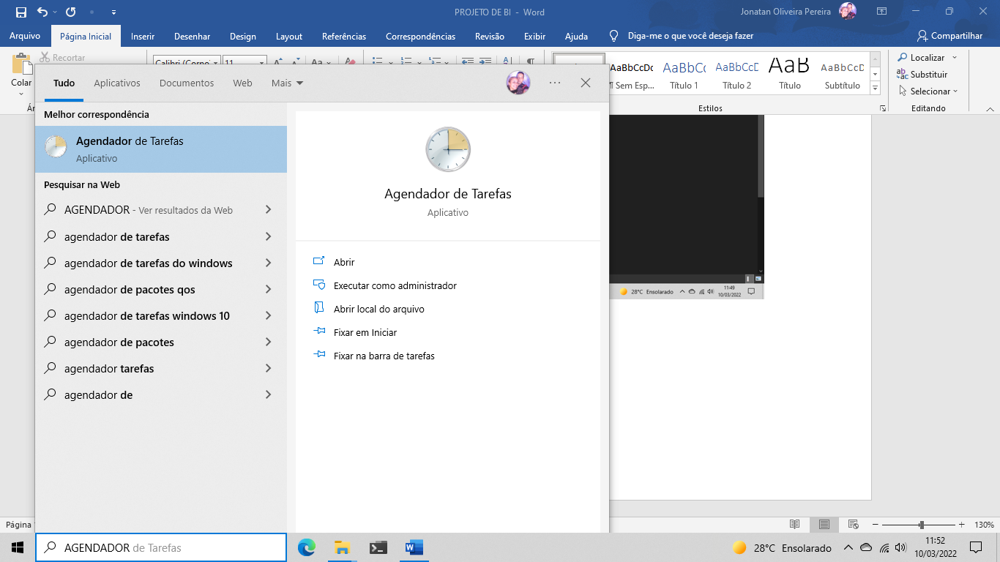 PROJETO DE BI - Word
Jonatan Oliveira Pereira
Arquivo Página Inicial Inserir Desenhar Design Layout Referências Correspondências Revisão Exibir Ajuda Diga-me o que você deseja fazer Compartilhar
Recortar
Colar
Calibri 11
Aa
AaBbCcDc AaBbCc AaBbCcD AaB AaBbCcD
¶ Sem Esp... Título 1 Título 2 Título Subtítulo
Estilos
Localizar
Substituir
Selecionar
Editando
Tudo Aplicativos Documentos Web Mais
Melhor correspondência
Agendador de Tarefas
Aplicativo
Pesquisar na Web
AGENDADOR - Ver resultados da Web
agendador de tarefas
agendador de tarefas do windows
agendador de pacotes qos
agendador de tarefas windows 10
agendador de pacotes
agendador tarefas
agendador de
Agendador de Tarefas
Aplicativo
Abrir
Executar como administrador
Abrir local do arquivo
Fixar em Iniciar
Fixar na barra de tarefas
28°C Ensolarado
11:49
10/03/2022
Página
130%
AGENDADOR de Tarefas
28°C Ensolarado
11:52
10/03/2022